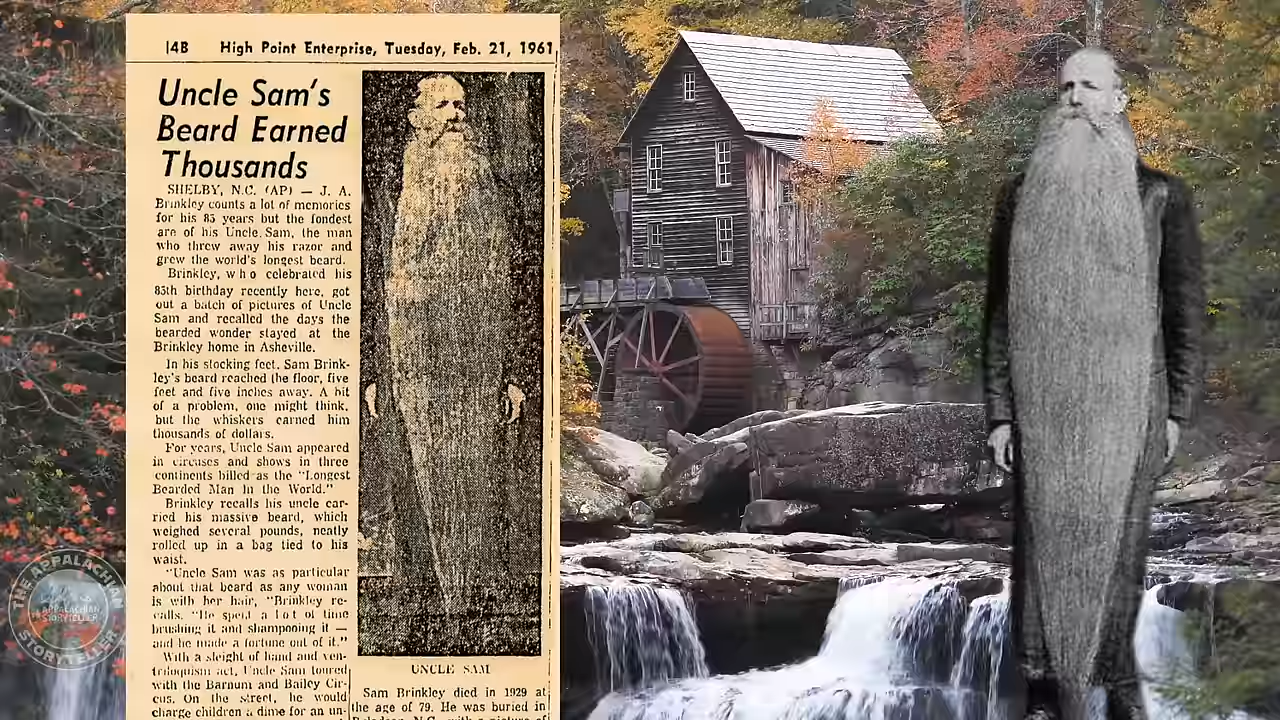 14B High Point Enterprise, Tuesday, Feb. 21, 1961
Uncle Sam's
Beard Earned
Thousands
SHELBY, N.C. (AP) — J. A.
Brinkley counts a lot of memories
for his 85 years but the fondest
are of his Uncle Sam, the man
who threw away his razor and
grew the world's longest beard.
Brinkley, who celebrated his
85th birthday recently here, got
out a batch of pictures of Uncle
Sam and recalled the days the
bearded wonder stayed at the
Brinkley home in Asheville.
In his stocking feet, Sam Brink-
ley's beard reached the floor, five
feet and five inches away. A bit
of a problem, one might think,
but the whiskers earned him
thousands of dollars.
For years, Uncle Sam appeared
in circuses and shows in three
continents billed as the "Longest
Bearded Man In the World."
Brinkley recalls his uncle car-
ried his massive beard, which
weighed several pounds, neatly
rolled up in a bag tied to his
waist.
"Uncle Sam was as particular
about that beard as any woman
is with her hair, "Brinkley re-
calls. "He spent a lot of time
brushing it and shampooing it —
and he made a fortune out of it."
With a sleight of hand and ven-
triloquism act, Uncle Sam toured
with the Barnum and Bailey Cir-
cus. On the street, he would
charge children a dime for an un-
UNCLE SAM
Sam Brinkley died in 1929 at
the age of 79. He was buried in
N.C. with a picture of
THE APPALACHIAN
APPALACHIAN
STORYTELLER
STORYTELLER